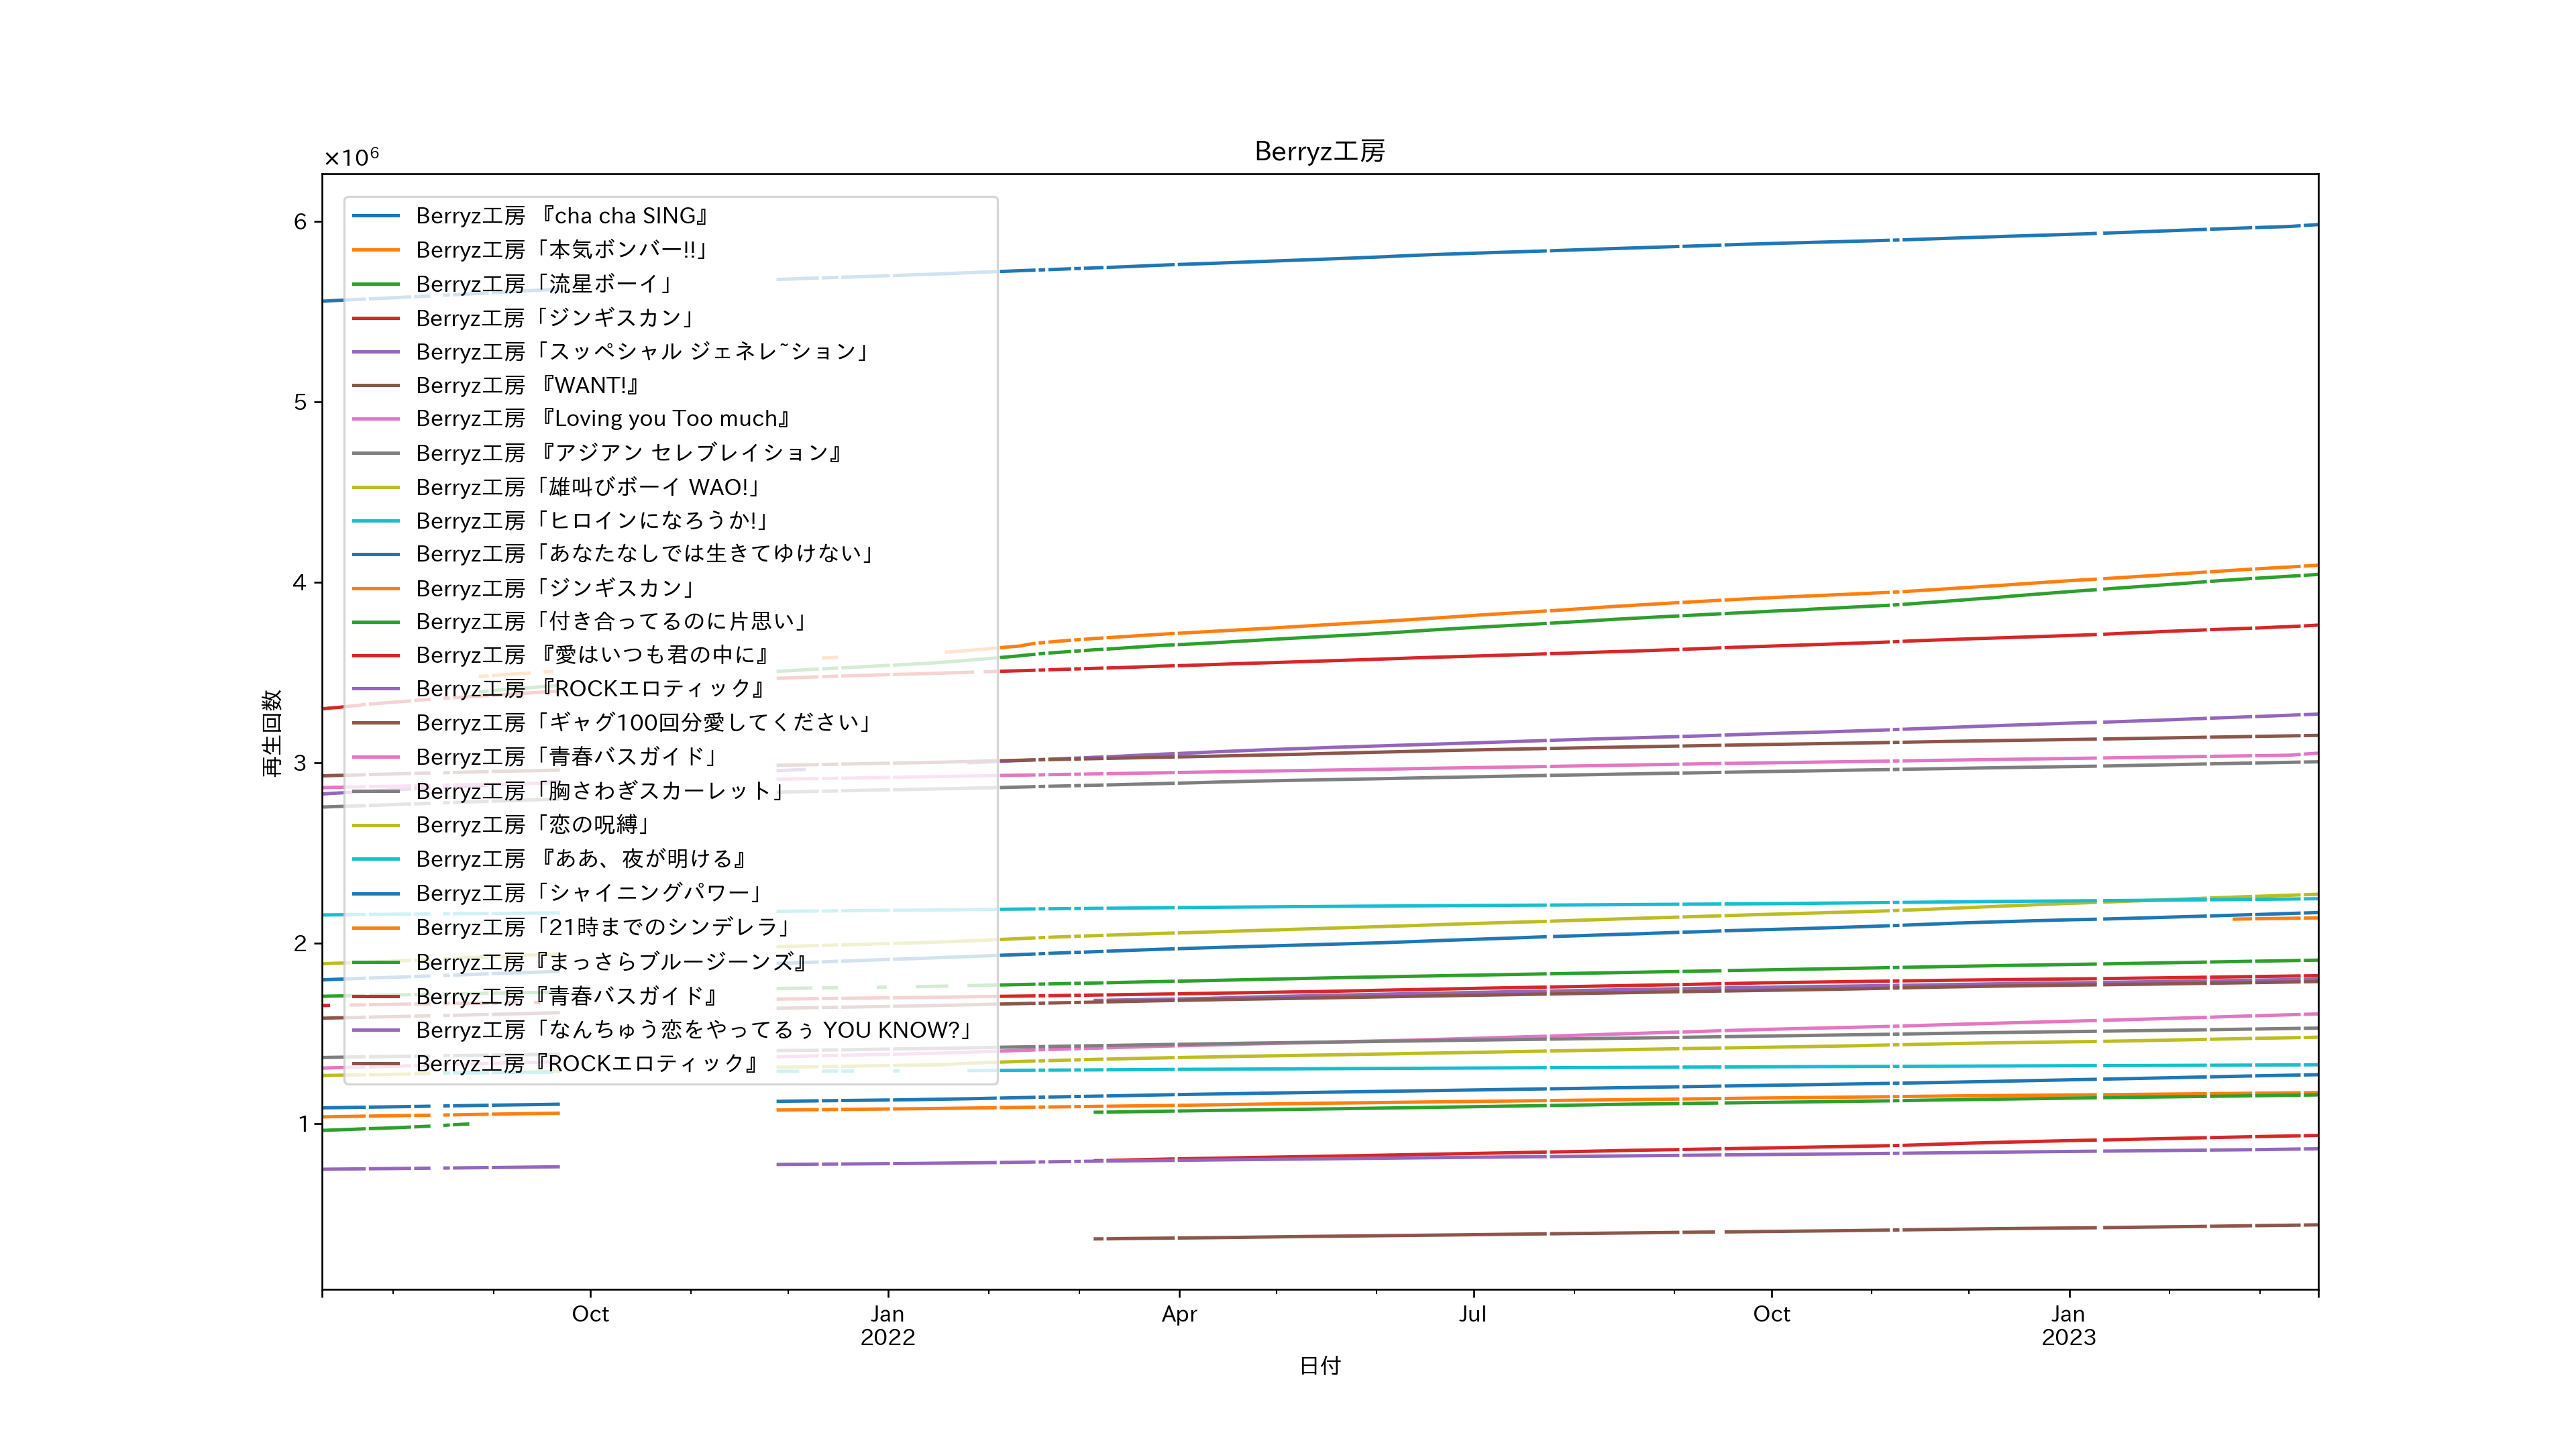 Berryz工房
×10⁶
Berryz工房 『cha cha SING』
Berryz工房「本気ボンバー!!」
Berryz工房「流星ボーイ」
Berryz工房「ジンギスカン」
Berryz工房「スッペシャル ジェネレ~ション」
Berryz工房 『WANT!』
Berryz工房 『Loving you Too much』
Berryz工房 『アジアン セレブレイション』
Berryz工房「雄叫びボーイ WAO!」
Berryz工房「ヒロインになろうか!」
Berryz工房「あなたなしでは生きてゆけない」
Berryz工房「ジンギスカン」
Berryz工房「付き合ってるのに片思い」
Berryz工房 『愛はいつも君の中に』
Berryz工房 『ROCKエロティック』
Berryz工房「ギャグ100回分愛してください」
Berryz工房「青春バスガイド」
Berryz工房「胸さわぎスカーレット」
Berryz工房「恋の呪縛」
Berryz工房 『ああ、夜が明ける』
Berryz工房「シャイニングパワー」
Berryz工房「21時までのシンデレラ」
Berryz工房『まっさらブルージーンズ』
Berryz工房『青春バスガイド』
Berryz工房「なんちゅう恋をやってるぅ YOU KNOW?」
Berryz工房『ROCKエロティック』
6
5
4
3
2
1
再生回数
Oct
Jan
2022
Apr
Jul
Oct
Jan
2023
日付